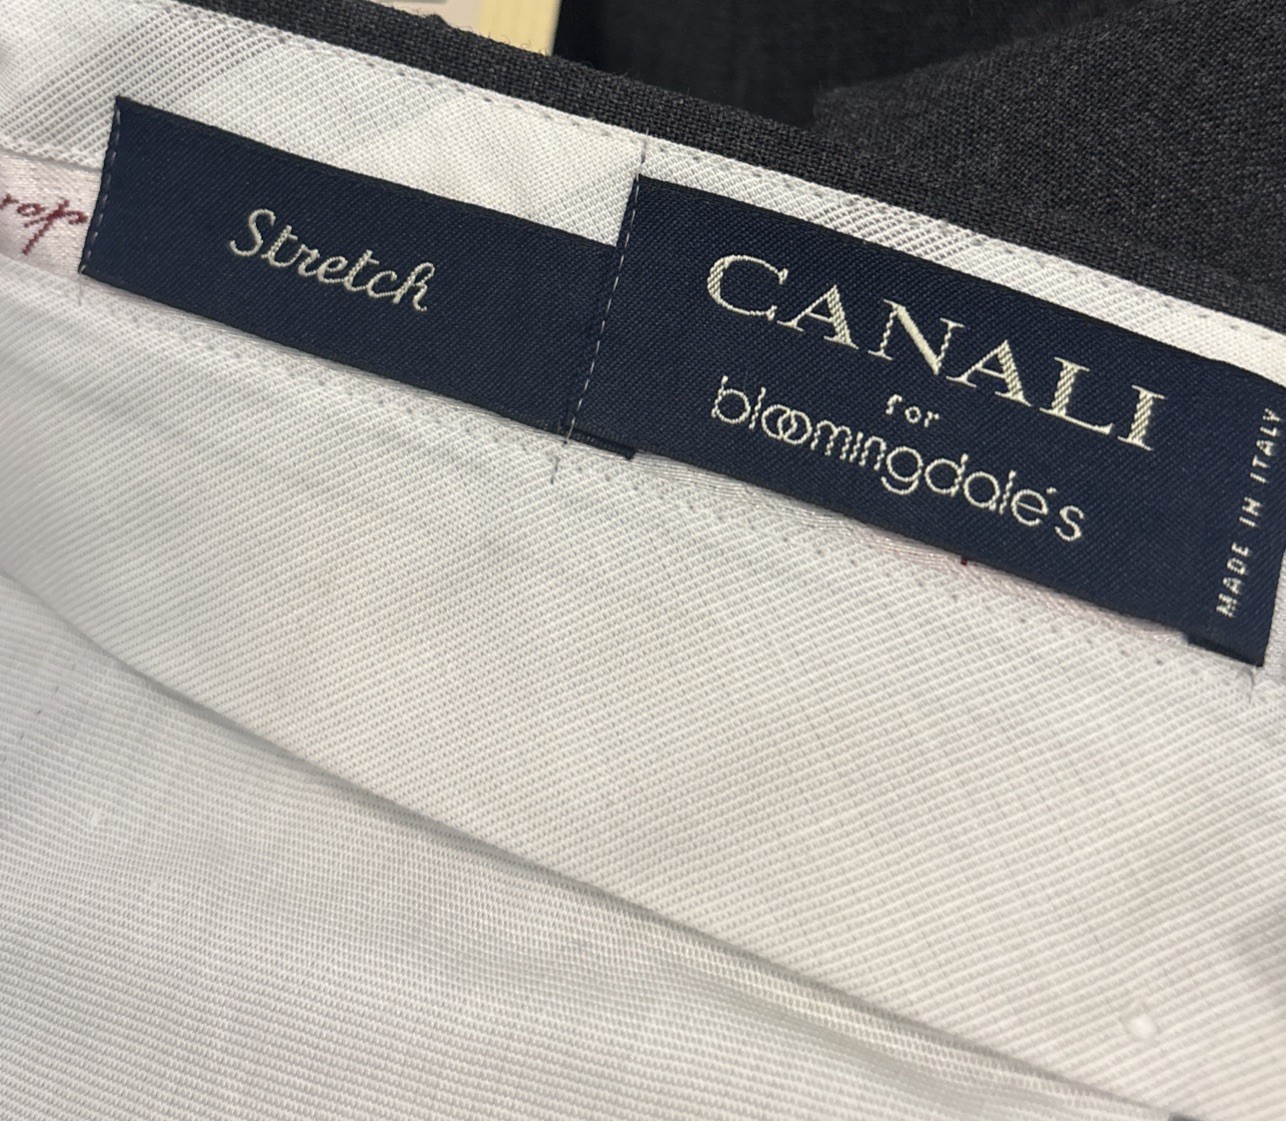 Stretch
CANALI
for
bloomingdale's
MADE IN ITALY